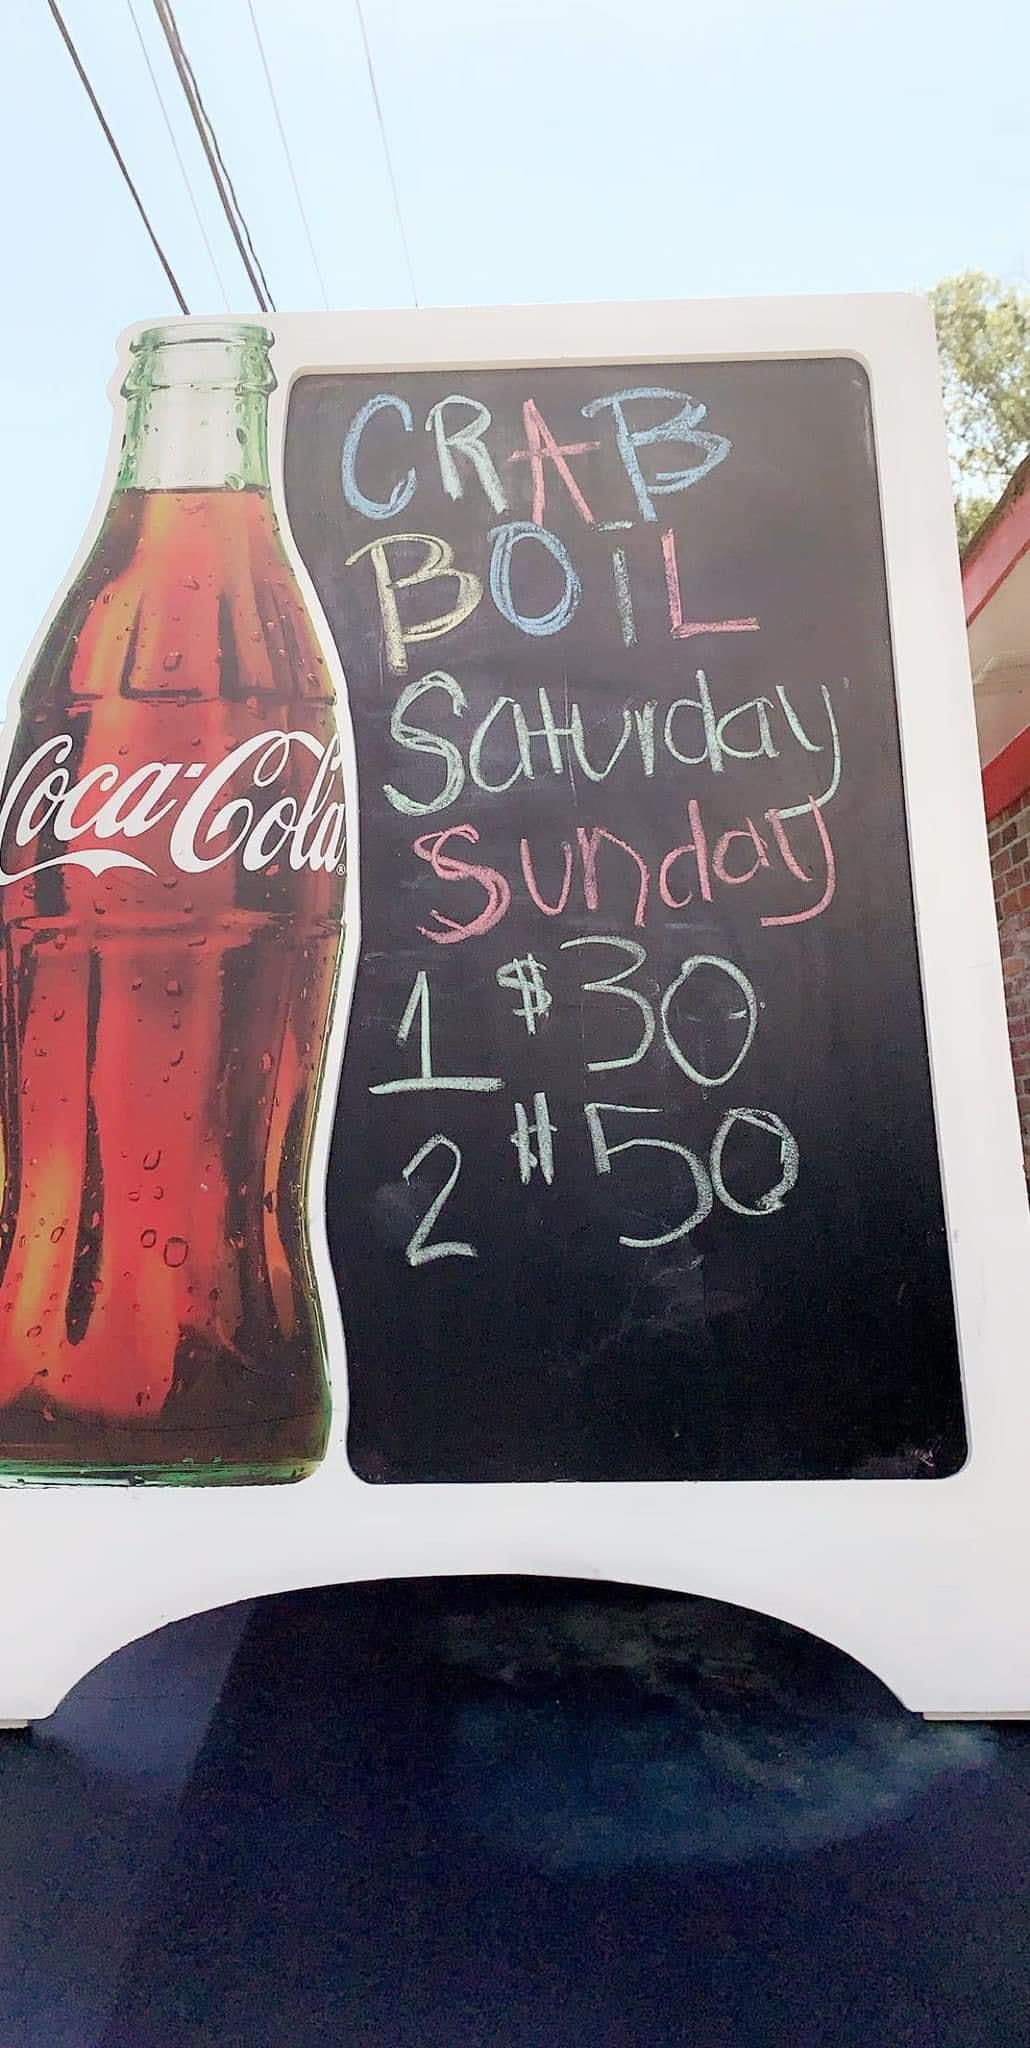 Coca-Cola®
CRAB
BOIL
Saturday
Sunday
1 $30
2 $50